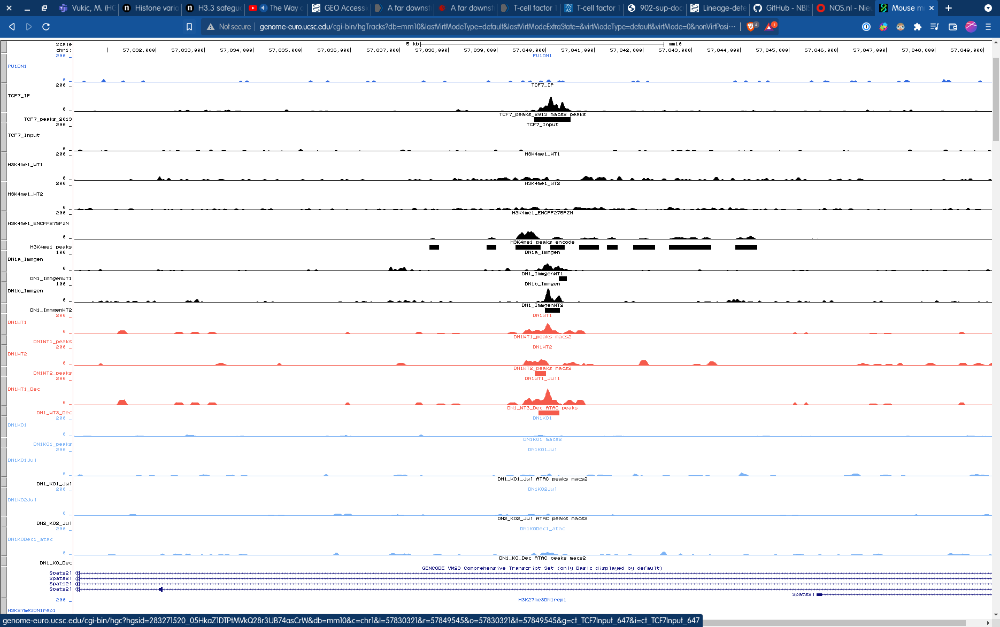 Vukic, M. (HC
Histone varia
H3.3 safegua
The Way o
GEO Accessi
A far downst
A far downst
T-cell factor 1
T-cell factor 1
902-sup-doc
Lineage-dete
GitHub - NBIS
NOS.nl - Nieu
Mouse m
Not secure
genome-euro.ucsc.edu/cgi-bin/hgTracks?db=mm10&lastVirtModeType=default&lastVirtModeExtraState=&virtModeType=default&virtMode=0&nonVirtPosi···
4
1
Scale
5 kb
mm10
chr1:
57,832,000 57,833,000 57,834,000 57,835,000 57,836,000 57,837,000 57,838,000 57,839,000 57,840,000 57,841,000 57,842,000 57,843,000 57,844,000 57,845,000 57,846,000 57,847,000 57,848,000 57,849,000
200 _ PU1DN1
PU1DN1
0 _
200 _ TCF7_IP
TCF7_IP
0 _
TCF7_peaks_2013 macs2 peaks
TCF7_peaks_2013
200 _ TCF7_Input
TCF7_Input
0 _
200 _ H3K4me1_WT1
H3K4me1_WT1
0 _
200 _ H3K4me1_WT2
H3K4me1_WT2
0 _
200 _ H3K4me1_ENCFF275PZN
H3K4me1_ENCFF275PZN
0 _
H3K4me1 peaks encode
H3K4me1 peaks
100 _ DN1a_Immgen
DN1a_Immgen
0 _
DN1_ImmgenWT1
DN1_ImmgenWT1
100 _ DN1b_Immgen
DN1b_Immgen
0 _
DN1_ImmgenWT2
DN1_ImmgenWT2
200 _ DN1WT1
DN1WT1
0 _
DN1WT1_peaks macs2
DN1WT1_peaks
200 _ DN1WT2
DN1WT2
0 _
DN1WT2_peaks macs2
DN1WT2_peaks
200 _ DN1WT1_Jul1
DN1WT1_Dec
0 _
DN1_WT3_Dec ATAC peaks
DN1_WT3_Dec
200 _ DN1KO1
DN1KO1
0 _
DN1KO1 macs2
DN1KO1_peaks
200 _ DN1KO1Jul
DN1KO1Jul
0 _
DN1_KO1_Jul ATAC peaks macs2
DN1_KO1_Jul
200 _ DN1KO2Jul
DN1KO2Jul
0 _
DN2_KO2_Jul ATAC peaks macs2
DN2_KO2_Jul
200 _ DN1KODec1_atac
DN1KODec1_atac
0 _
DN1_KO_Dec ATAC peaks macs2
DN1_KO_Dec
GENCODE VM23 Comprehensive Transcript Set (only Basic displayed by default)
Spats2l
Spats2l
Spats2l
Spats2l
Spats2l
200 _ H3K27me3DN1rep1
H3K27me3DN1rep1
genome-euro.ucsc.edu/cgi-bin/hgc?hgsid=283271520_05HkaZ1DTPtMVkQ28r3UB74asCrW&db=mm10&c=chr1&l=57830321&r=57849545&o=57830321&t=57849545&g=ct_TCF7Input_647&i=ct_TCF7Input_647